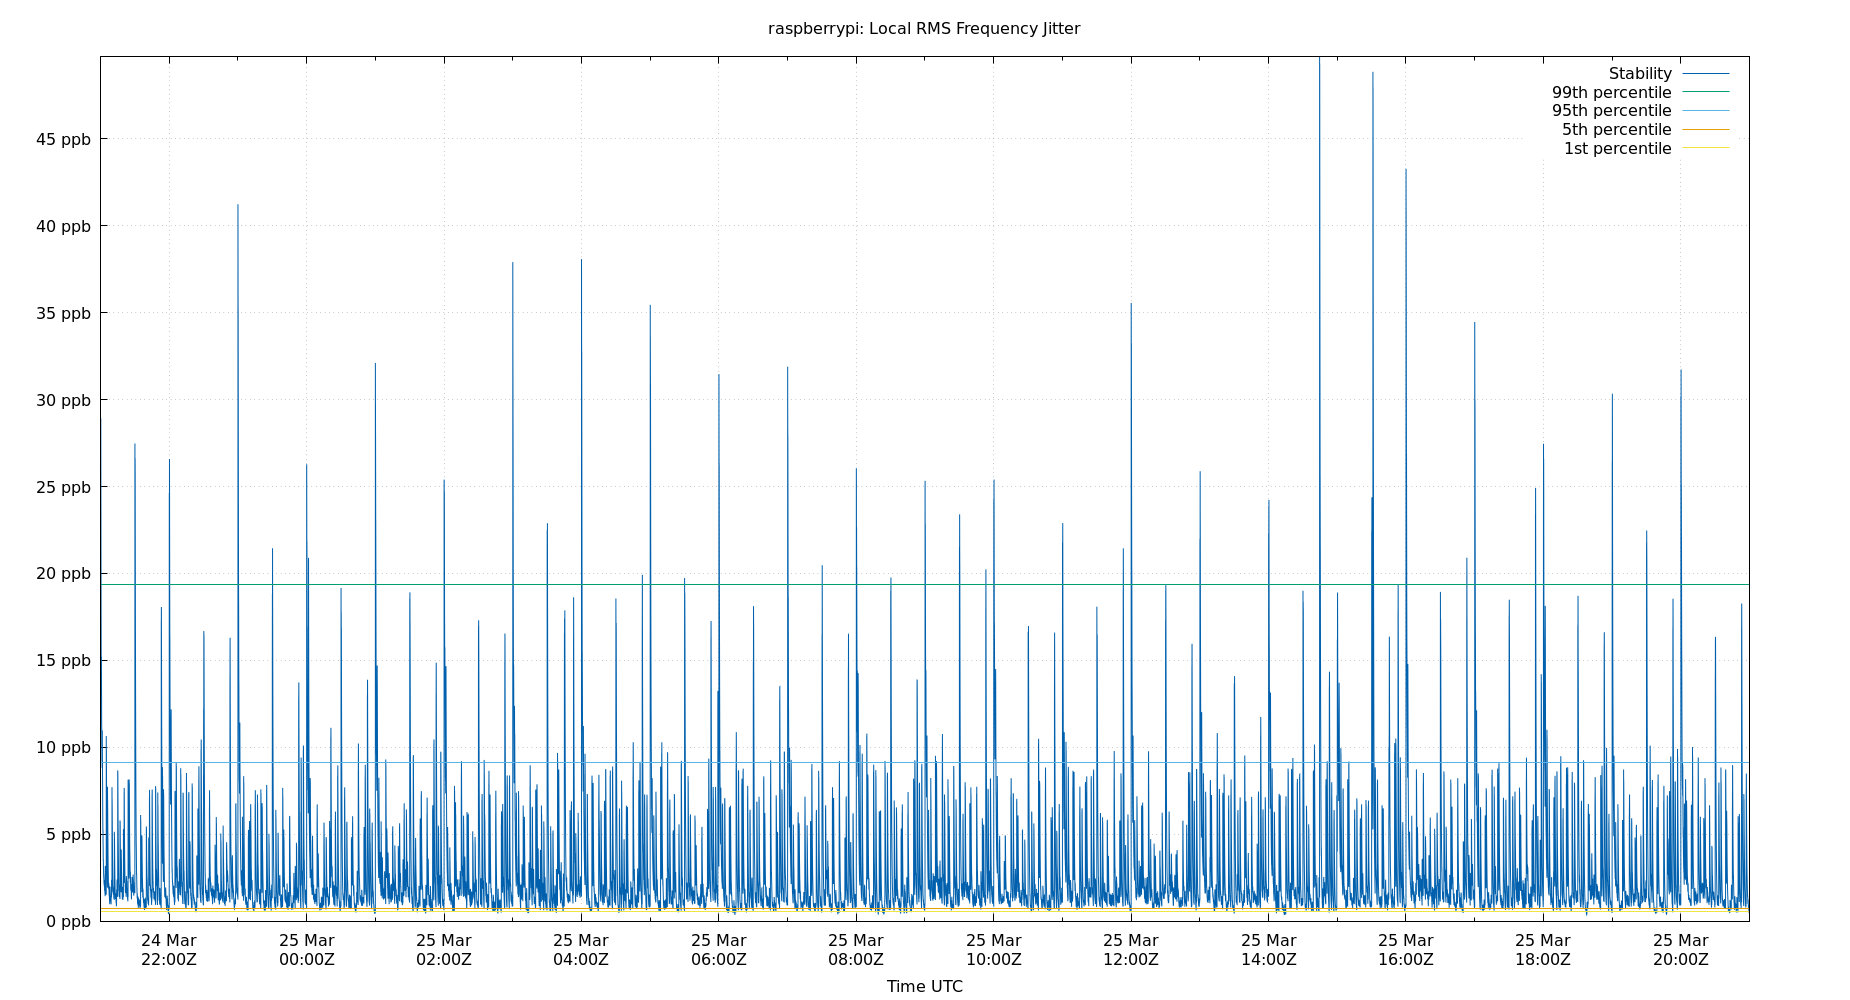 raspberrypi: Local RMS Frequency Jitter
Stability
99th percentile
95th percentile
5th percentile
1st percentile
45 ppb
40 ppb
35 ppb
30 ppb
25 ppb
20 ppb
15 ppb
10 ppb
5 ppb
0 ppb
24 Mar 25 Mar 25 Mar 25 Mar 25 Mar 25 Mar 25 Mar 25 Mar 25 Mar 25 Mar 25 Mar 25 Mar
22:00Z 00:00Z 02:00Z 04:00Z 06:00Z 08:00Z 10:00Z 12:00Z 14:00Z 16:00Z 18:00Z 20:00Z
Time UTC